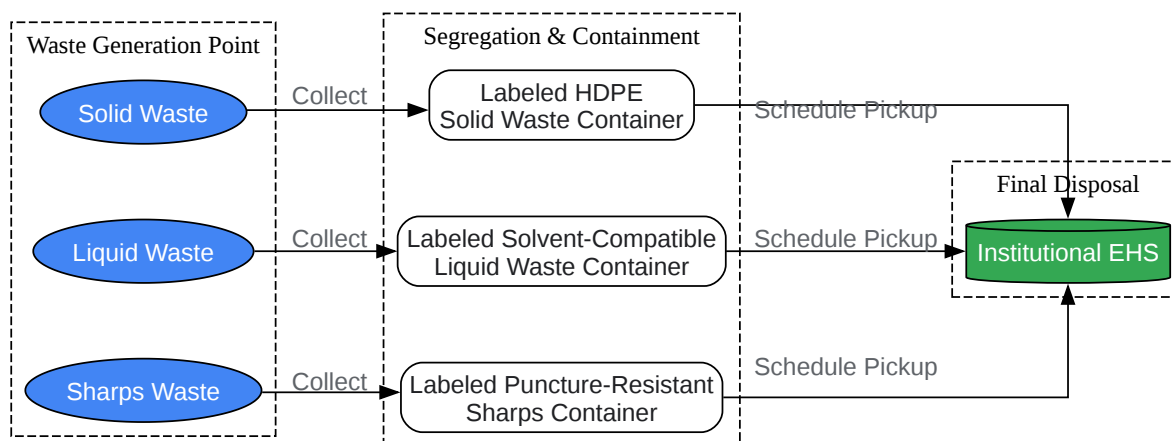 Waste Generation Point
Segregation & Containment
Solid Waste
Collect
Labeled HDPE
Solid Waste Container
Schedule Pickup
Final Disposal
Liquid Waste
Collect
Labeled Solvent-Compatible
Liquid Waste Container
Schedule Pickup
Institutional EHS
Sharps Waste
Collect
Labeled Puncture-Resistant
Sharps Container
Schedule Pickup